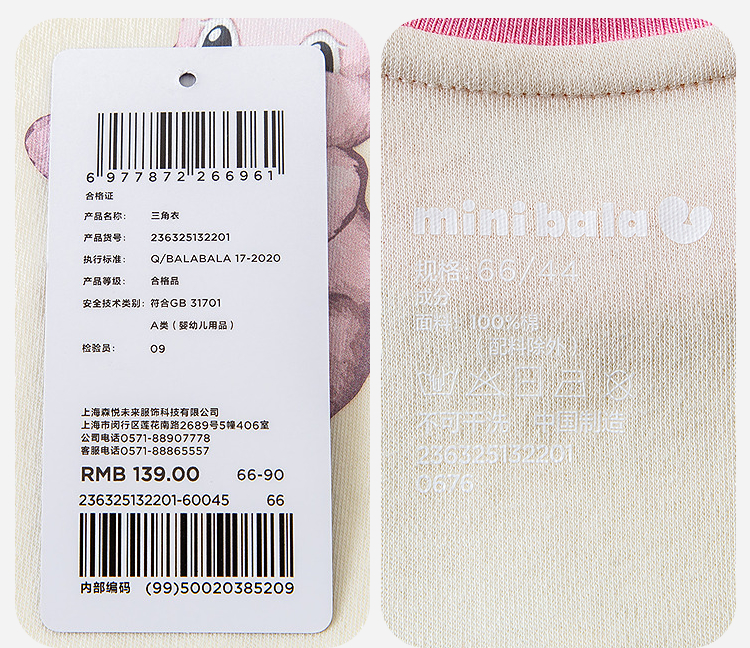 6 977872 266961
合格证
产品名称： 三角衣
产品货号： 236325132201
执行标准： Q/BALABALA 17-2020
产品等级： 合格品
安全技术类别： 符合GB 31701
A类（婴幼儿用品）
检验员： 09
上海森悦未来服饰科技有限公司
上海市闵行区莲花南路2689号5幢406室
公司电话0571-88907778
客服电话0571-88865557
RMB 139.00 66-90
236325132201-60045 66
内部编码 (99)50020385209
minibala
规格: 66/44
成分
面料: 100%棉
（配料除外）
不可干洗 中国制造
236325132201
0676